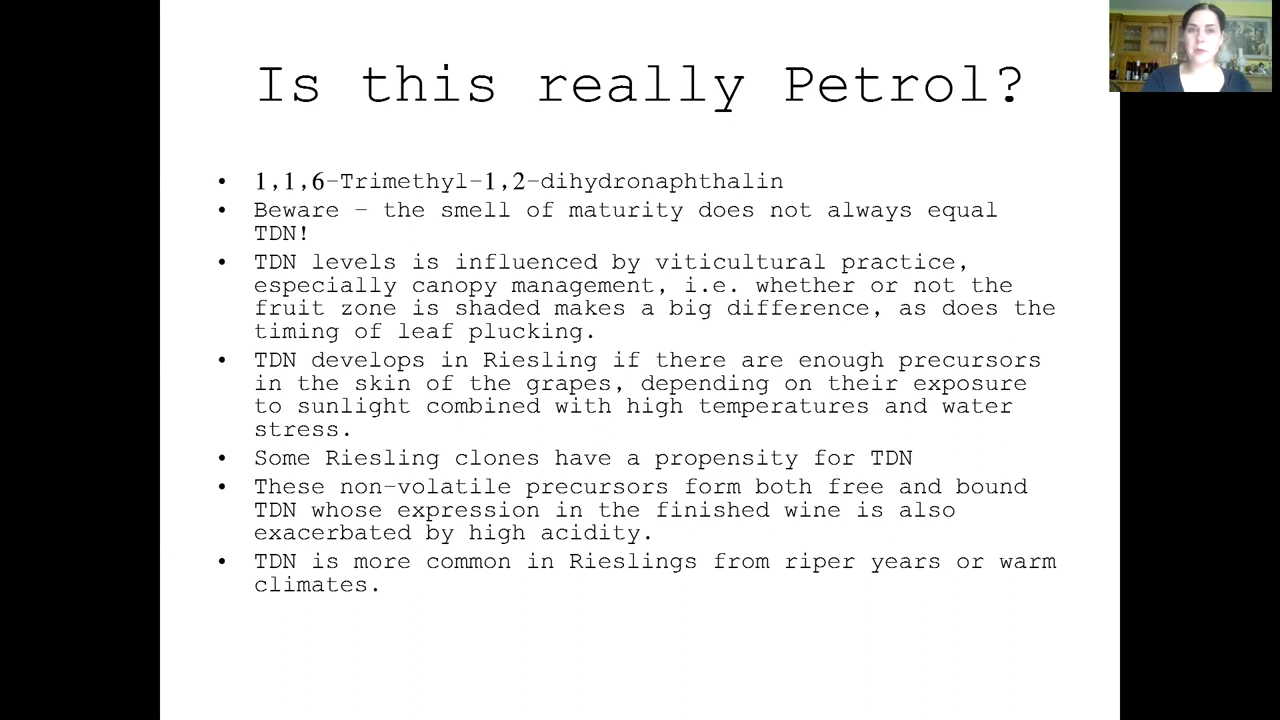 Is this really Petrol?
• 1,1,6-Trimethyl-1,2-dihydronaphthalin
• Beware – the smell of maturity does not always equal
TDN!
• TDN levels is influenced by viticultural practice,
especially canopy management, i.e. whether or not the
fruit zone is shaded makes a big difference, as does the
timing of leaf plucking.
• TDN develops in Riesling if there are enough precursors
in the skin of the grapes, depending on their exposure
to sunlight combined with high temperatures and water
stress.
• Some Riesling clones have a propensity for TDN
• These non-volatile precursors form both free and bound
TDN whose expression in the finished wine is also
exacerbated by high acidity.
• TDN is more common in Rieslings from riper years or warm
climates.